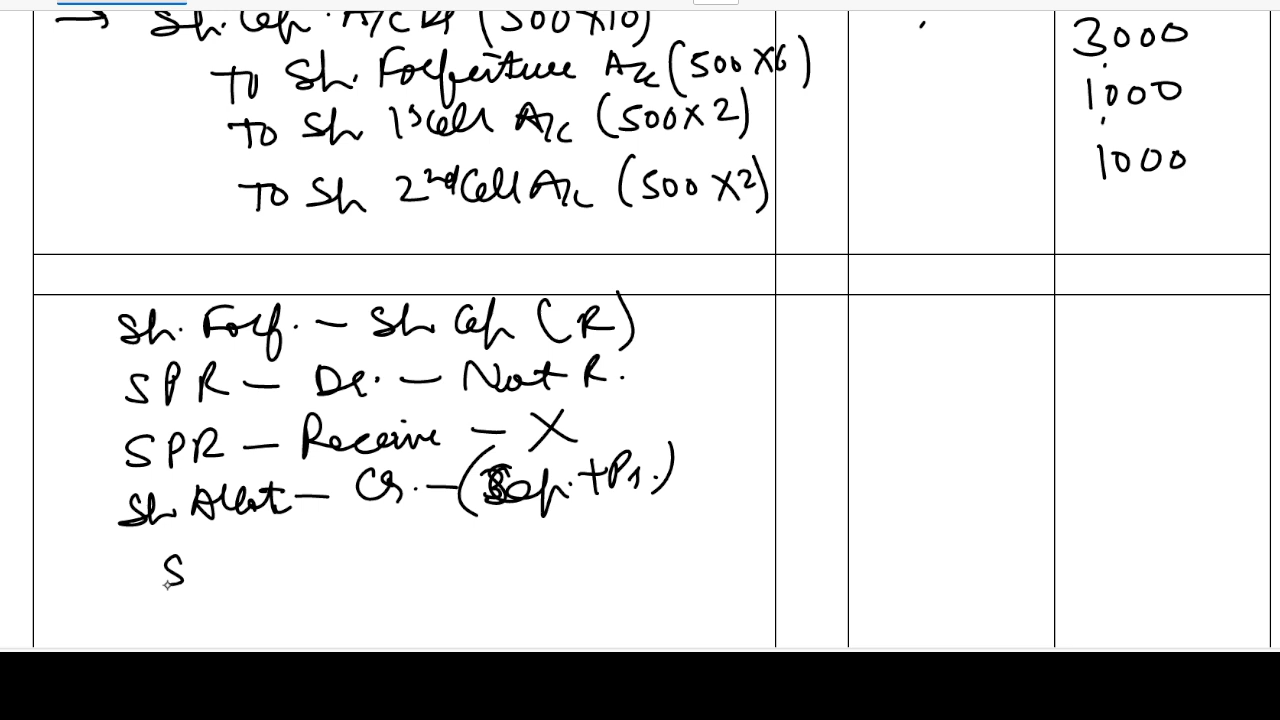 → Sh. Cap. A/c Dr (500×10)
To Sh. Forfeiture A/c (500×6) 3000
To Sh 1st Call A/c (500×2) 1000
To Sh 2nd Call A/c (500×2) 1000
Sh. Forf. – Sh Cap (R)
SPR – Dr. – Not R.
SPR – Receive – X
Sh Allot – Cr. – (Cap. + Pr.)
S